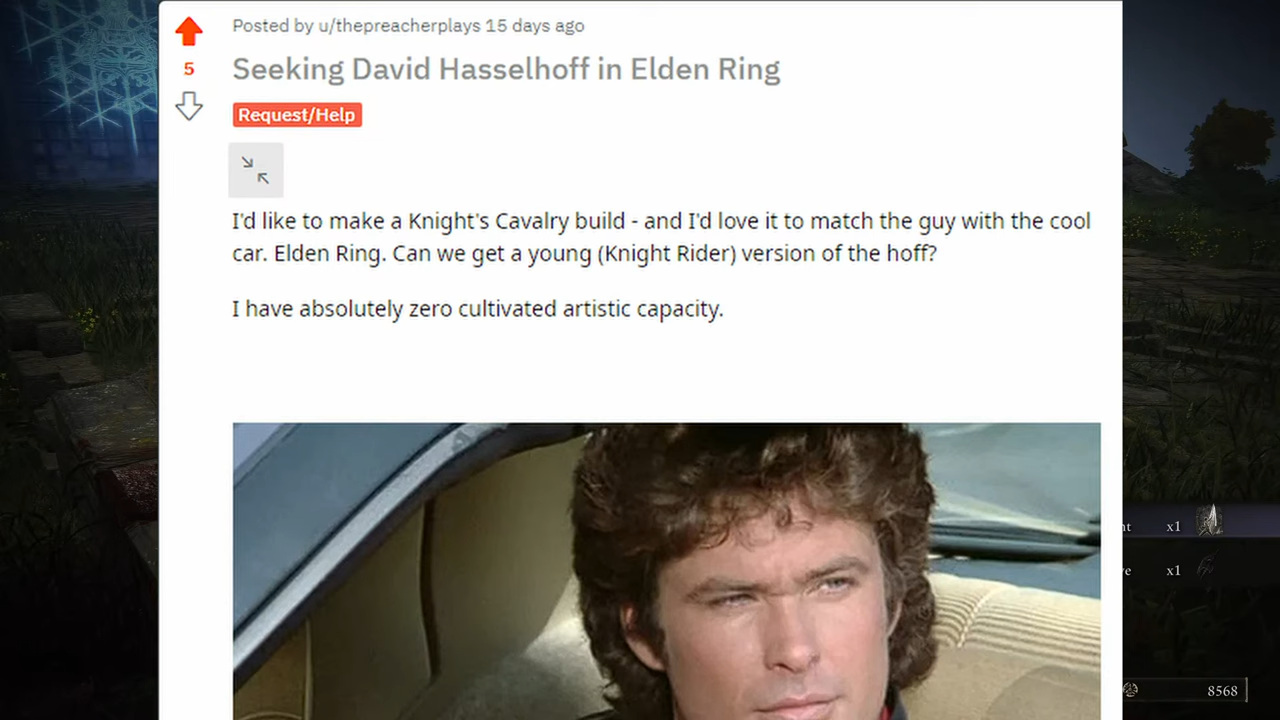 Posted by u/thepreacherplays 15 days ago
5
Seeking David Hasselhoff in Elden Ring
Request/Help
I'd like to make a Knight's Cavalry build - and I'd love it to match the guy with the cool
car. Elden Ring. Can we get a young (Knight Rider) version of the hoff?
I have absolutely zero cultivated artistic capacity.
x1
x1
8568